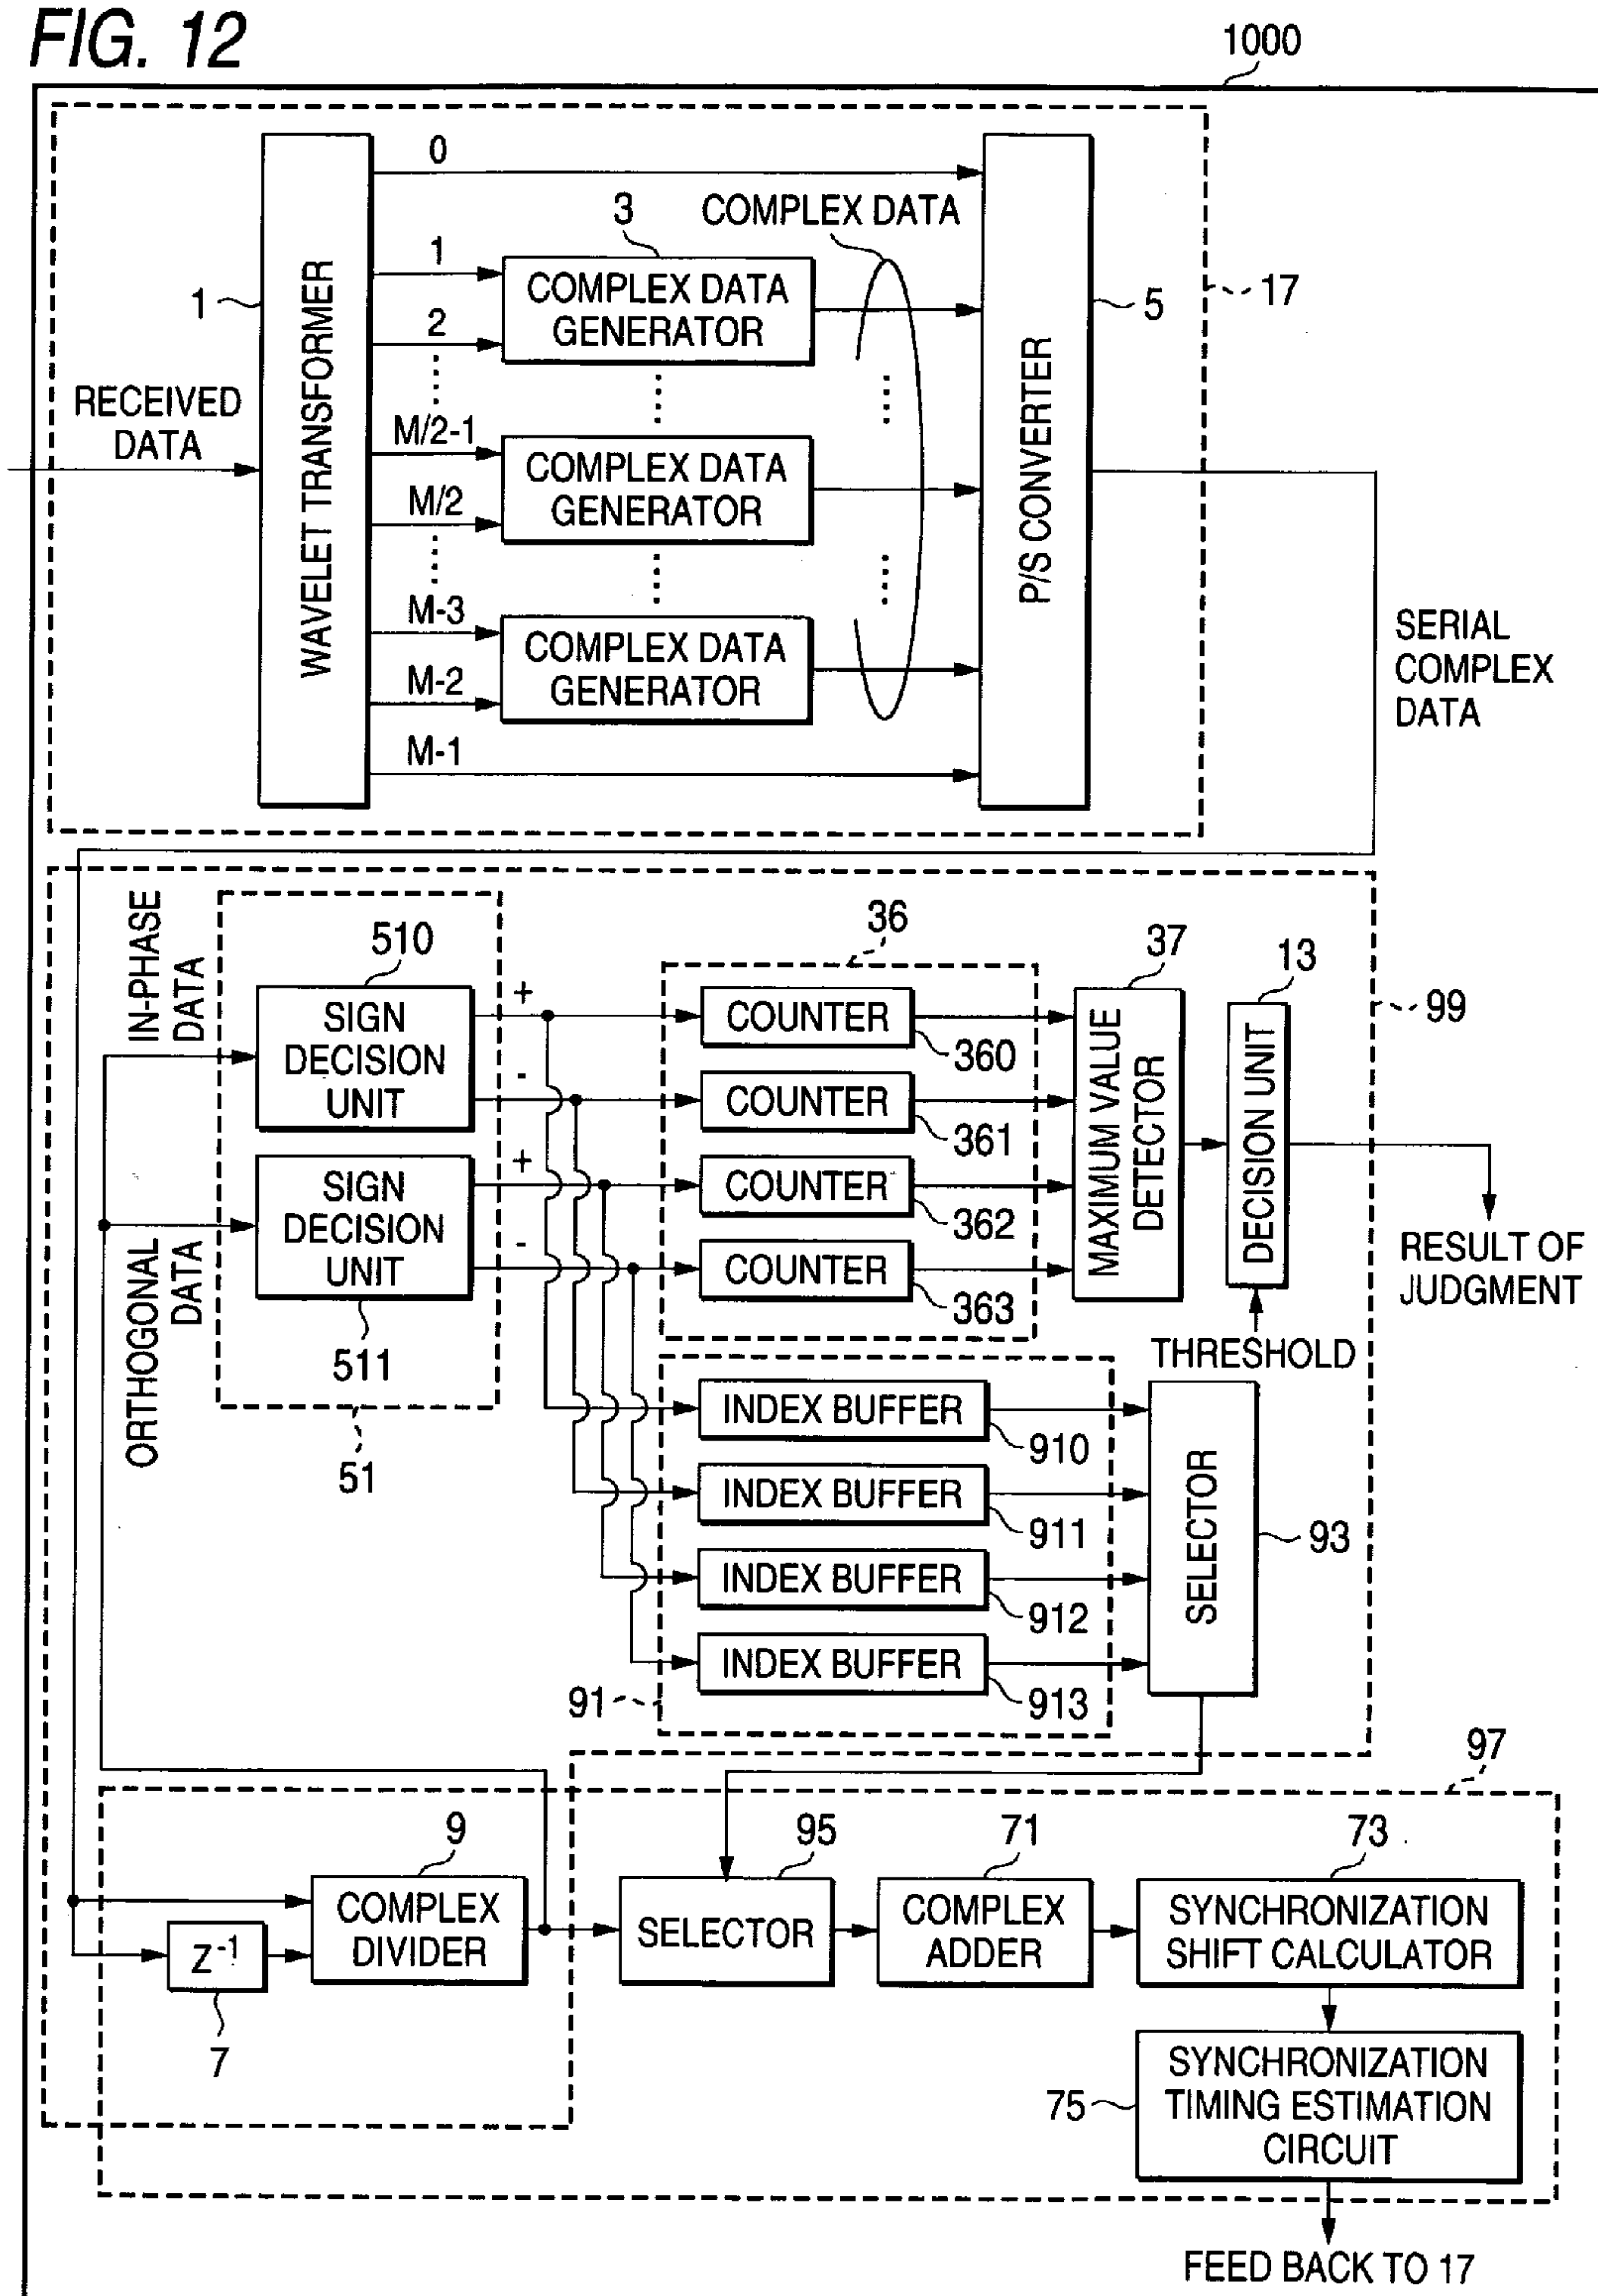 FIG. 12
1000
0
3
COMPLEX DATA
1
COMPLEX DATA
GENERATOR
1
2
5
17
WAVELET TRANSFORMER
RECEIVED
DATA
M/2-1
COMPLEX DATA
GENERATOR
M/2
P/S CONVERTER
M-3
COMPLEX DATA
GENERATOR
M-2
SERIAL
COMPLEX
DATA
M-1
IN-PHASE
DATA
510
SIGN
DECISION
UNIT
+
-
36
COUNTER
360
COUNTER
361
37
MAXIMUM VALUE
DETECTOR
13
DECISION UNIT
99
ORTHOGONAL
DATA
SIGN
DECISION
UNIT
511
51
+
-
COUNTER
362
COUNTER
363
RESULT OF
JUDGMENT
THRESHOLD
INDEX BUFFER
910
INDEX BUFFER
911
INDEX BUFFER
912
INDEX BUFFER
913
91
SELECTOR
93
97
9
COMPLEX
DIVIDER
Z-1
7
95
SELECTOR
71
COMPLEX
ADDER
73
SYNCHRONIZATION
SHIFT CALCULATOR
75
SYNCHRONIZATION
TIMING ESTIMATION
CIRCUIT
FEED BACK TO 17